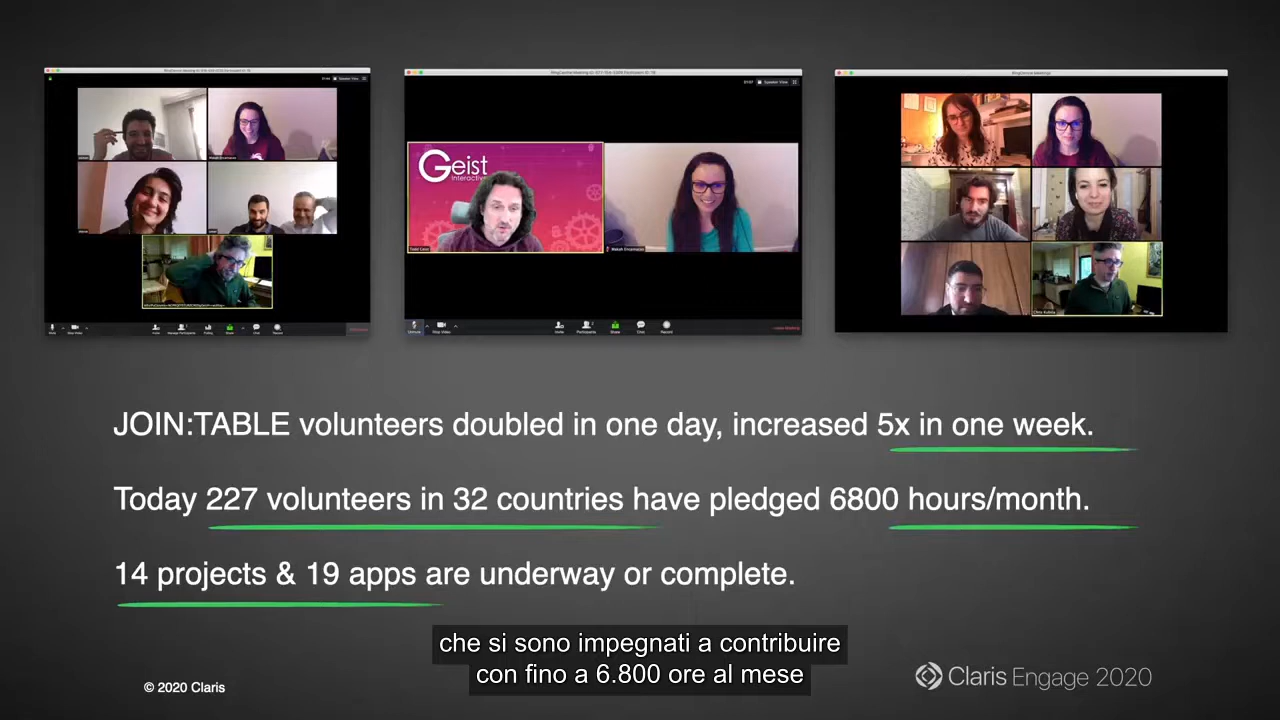 Geist
Interactive
JOIN:TABLE volunteers doubled in one day, increased 5x in one week.
Today 227 volunteers in 32 countries have pledged 6800 hours/month.
14 projects & 19 apps are underway or complete.
che si sono impegnati a contribuire
con fino a 6.800 ore al mese
© 2020 Claris
Claris Engage 2020